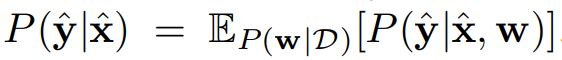 P(ŷ|x̂) = 𝔼_{P(w|𝒟)}[P(ŷ|x̂, w)].